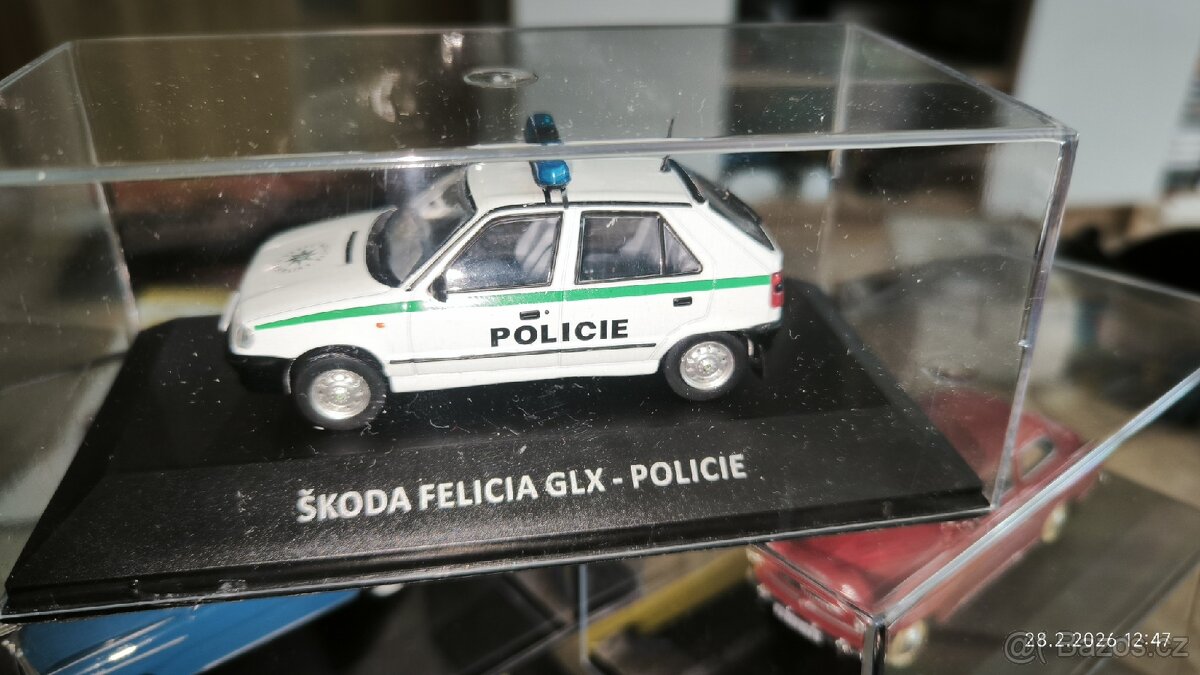 POLICIE
ŠKODA FELICIA GLX - POLICIE
28.2.2026 12:47
@Bazos.cz